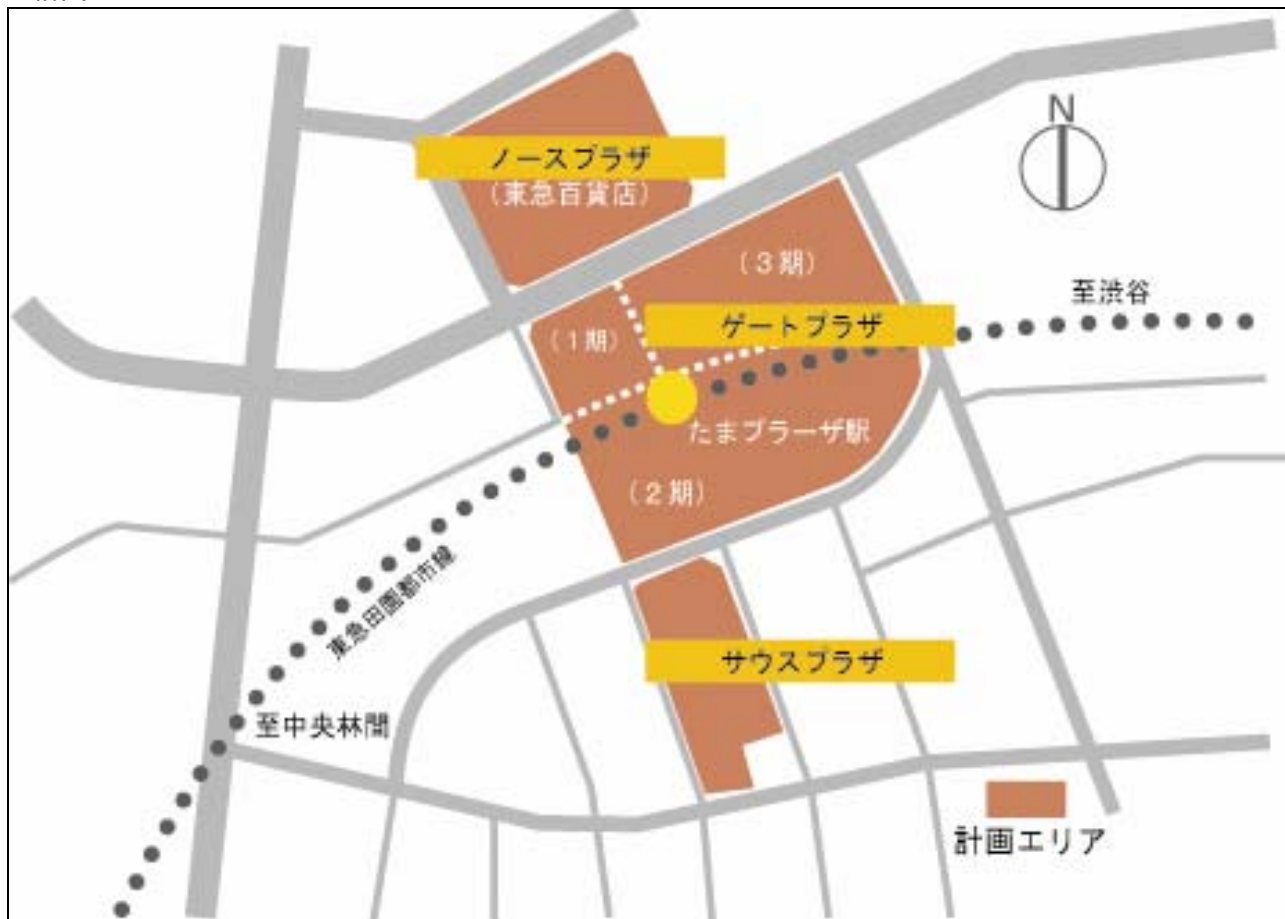 N
ノースプラザ
（東急百貨店）
（３期）
至渋谷
ゲートプラザ
（１期）
たまプラーザ駅
（２期）
東急田園都市線
サウスプラザ
至中央林間
計画エリア